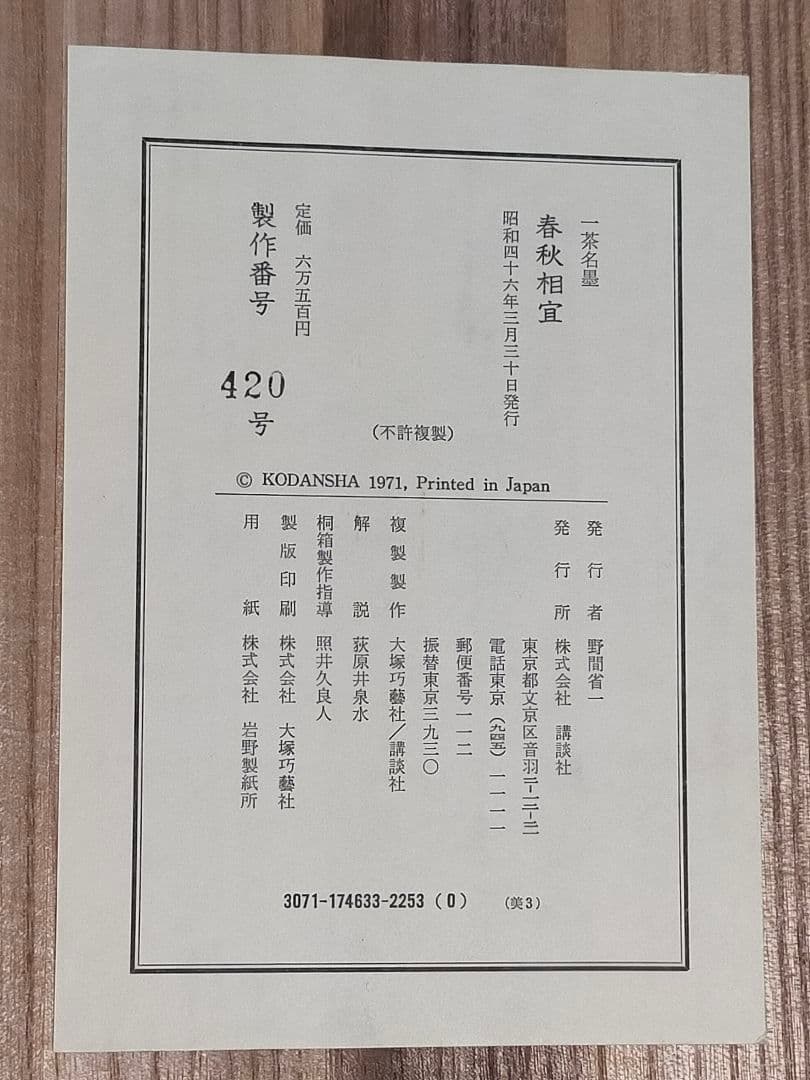 一茶名墨
春秋相宜
昭和四十六年三月三十日発行
定価 六万五百円
製作番号
420
号
(不許複製)
© KODANSHA 1971, Printed in Japan
発行者 野間省一
発行所 株式会社 講談社
東京都文京区音羽二-一二-二一
電話東京(九四五)一一一一
郵便番号一一二
振替東京三九三〇
複製製作 大塚巧藝社/講談社
解説 荻原井泉水
桐箱製作指導 照井久良人
製版印刷 株式会社 大塚巧藝社
用紙 株式会社 岩野製紙所
3071-174633-2253(0) (美3)